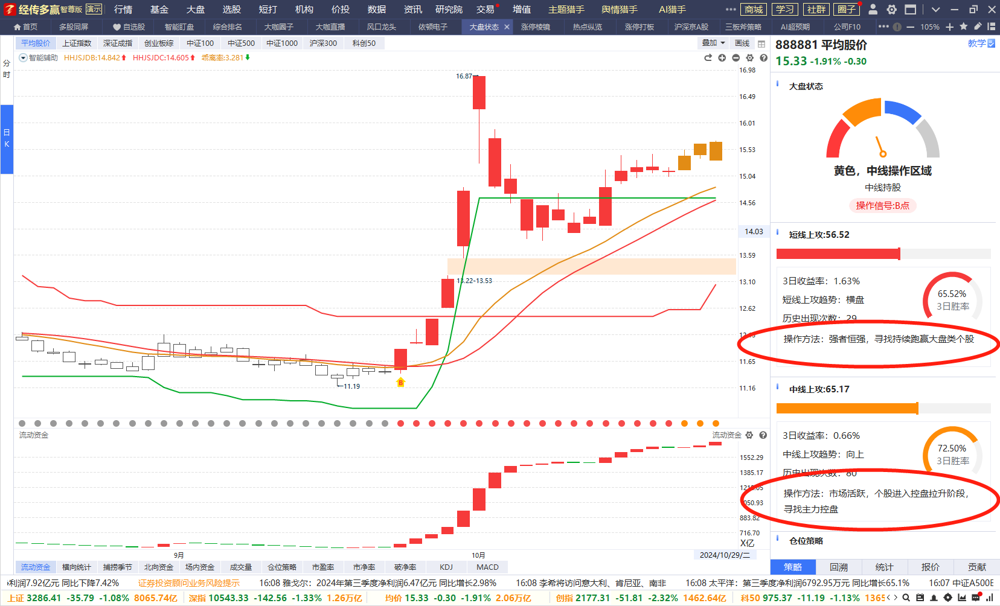 经传多赢 智尊版 演示 行情 基金 大盘 选股 短打 机构 价投 数据 资讯 研究院 交易 增值 主题猎手 舆情猎手 AI猎手 商城 学习 社群 圈子
首页 多股同屏 自选股 智能盯盘 综合排名 大咖圈子 大咖直播 风口龙头 依顿电子 大盘状态 涨停棱镜 热点纵览 涨停打板 沪深京A股 三板斧策略 AI超预期 公司F10 105%
平均股价 上证指数 深证成指 创业板综 中证100 中证500 中证1000 沪深300 科创50 叠加 画线
智能辅助 HHJSJDB:14.842 HHJSJDC:14.605 乖离率:3.281
分时
日K
16.98
16.49
16.01
15.53
15.04
14.56
14.03
13.59
13.10
12.62
11.65
11.16
16.87
13.22-13.53
11.19
B
流动资金 流动资金
1552.29
1385.17
883.82
716.70
X亿
9月 10月 2024/10/29/二
流动资金 横向统计 捕捞季节 北向资金 场内资金 成交量 仓位策略 市盈率 市净率 破净率 KDJ MACD
888881 平均股价 教学
15.33 -1.91% -0.30
大盘状态
黄色，中线操作区域
中线持股
操作信号:B点
短线上攻:56.52
3日收益率：1.63%
短线上攻趋势：横盘
历史出现次数：29
65.52%
3日胜率
操作方法：强者恒强，寻找持续跑赢大盘类个股
中线上攻:65.17
3日收益率：0.66%
中线上攻趋势：向上
历史出现次数：80
72.50%
3日胜率
操作方法：市场活跃，个股进入控盘拉升阶段，
寻找主力控盘
仓位策略
策略 回溯 统计 报价 贡献
利润7.92亿元 同比下降7.42% 证券投资顾问业务风险提示 16:08 雅戈尔：2024年第三季度净利润6.47亿元 同比增长2.98% 16:08 李希将访问意大利、肯尼亚、南非 16:08 太平洋：第三季度净利润6792.95万元 同比增长65.1% 16:07 中证A500E
上证 3286.41 -35.79 -1.08% 8065.74亿 深指 10543.33 -142.56 -1.33% 1.26万亿 均价 15.33 -0.30 -1.91% 2.06万亿 创指 2177.31 -51.81 -2.32% 1462.64亿 科50 975.37 -11.19 -1.13% 1365